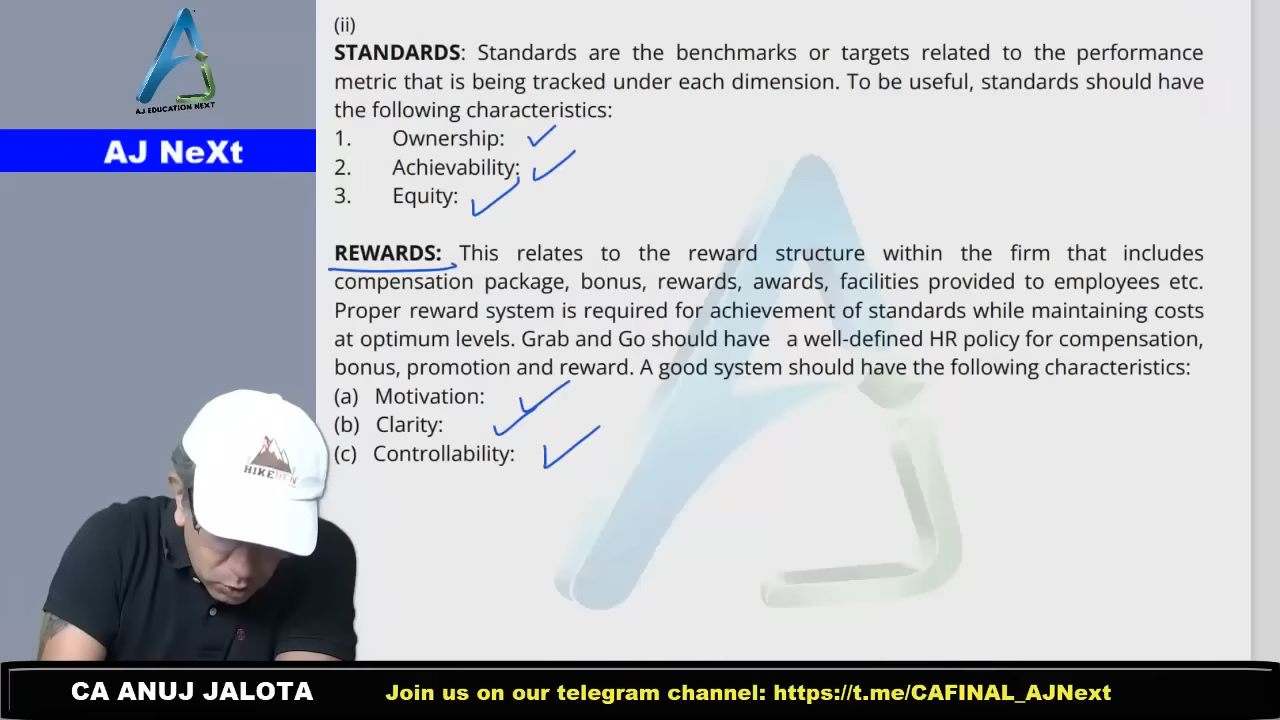 AJ EDUCATION NEXT
AJ NeXt
(ii)
STANDARDS: Standards are the benchmarks or targets related to the performance
metric that is being tracked under each dimension. To be useful, standards should have
the following characteristics:
1. Ownership:
2. Achievability:
3. Equity:
REWARDS: This relates to the reward structure within the firm that includes
compensation package, bonus, rewards, awards, facilities provided to employees etc.
Proper reward system is required for achievement of standards while maintaining costs
at optimum levels. Grab and Go should have a well-defined HR policy for compensation,
bonus, promotion and reward. A good system should have the following characteristics:
(a) Motivation:
(b) Clarity:
(c) Controllability:
HIKEDEN
CA ANUJ JALOTA
Join us on our telegram channel: https://t.me/CAFINAL_AJNext